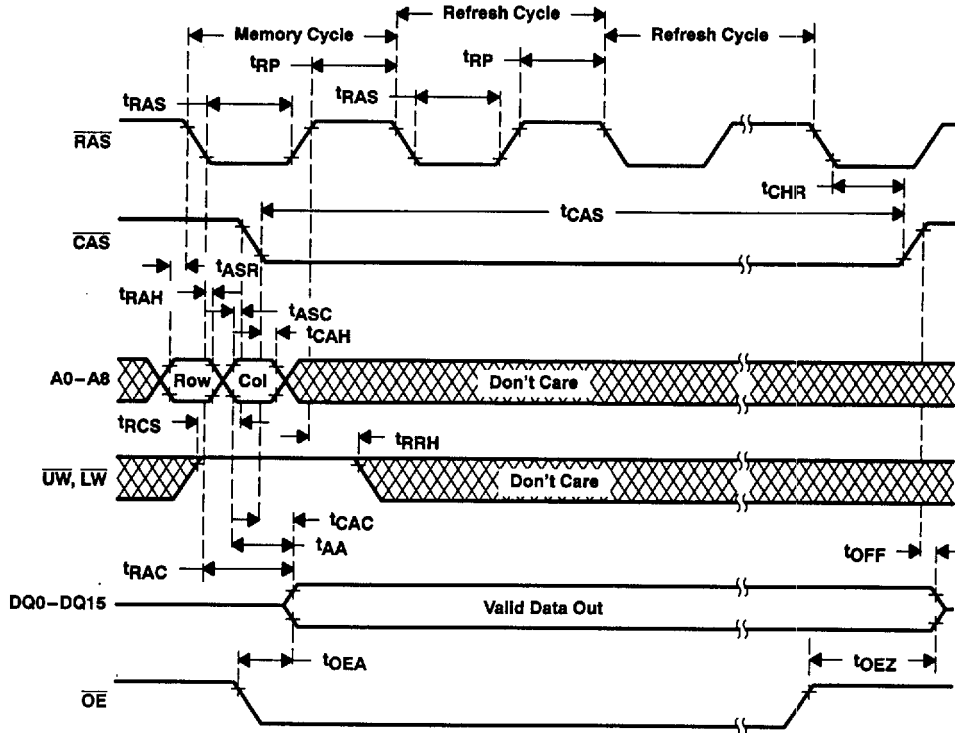 Refresh Cycle
Memory Cycle
Refresh Cycle
tRP
tRP
tRAS
tRAS
RAS
tCHR
tCAS
CAS
tASR
tRAH
tASC
tCAH
A0–A8
Row
Col
Don't Care
tRCS
tRRH
UW, LW
Don't Care
tCAC
tAA
tOFF
tRAC
DQ0–DQ15
Valid Data Out
tOEA
tOEZ
OE